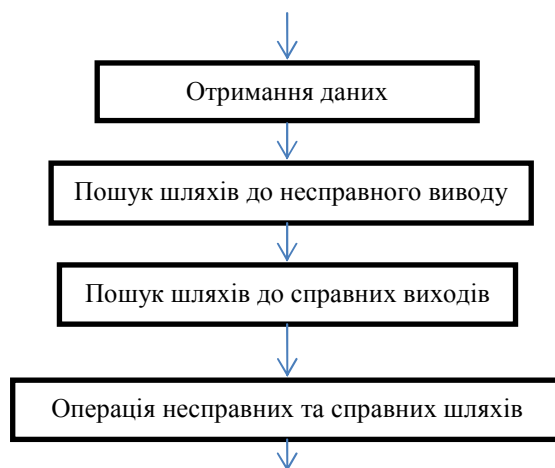 Отримання даних
Пошук шляхів до несправного виводу
Пошук шляхів до справних виходів
Операція несправних та справних шляхів